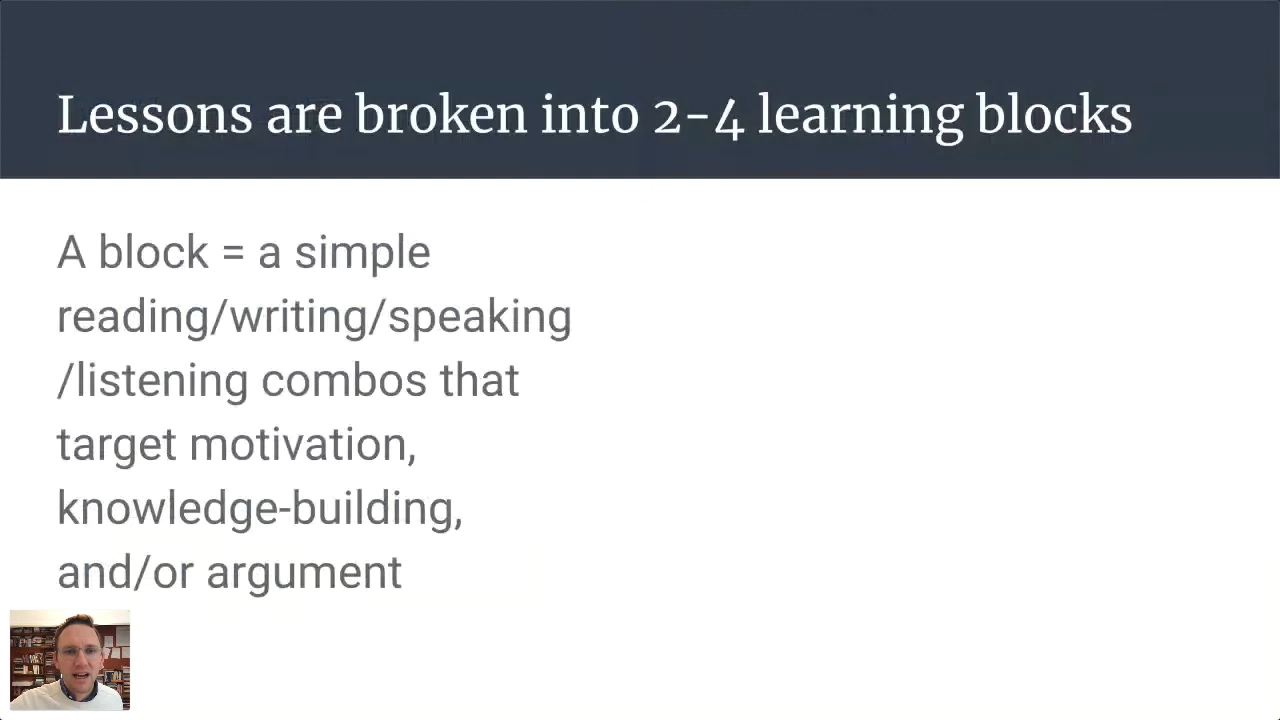 Lessons are broken into 2-4 learning blocks
A block = a simple
reading/writing/speaking
/listening combos that
target motivation,
knowledge-building,
and/or argument